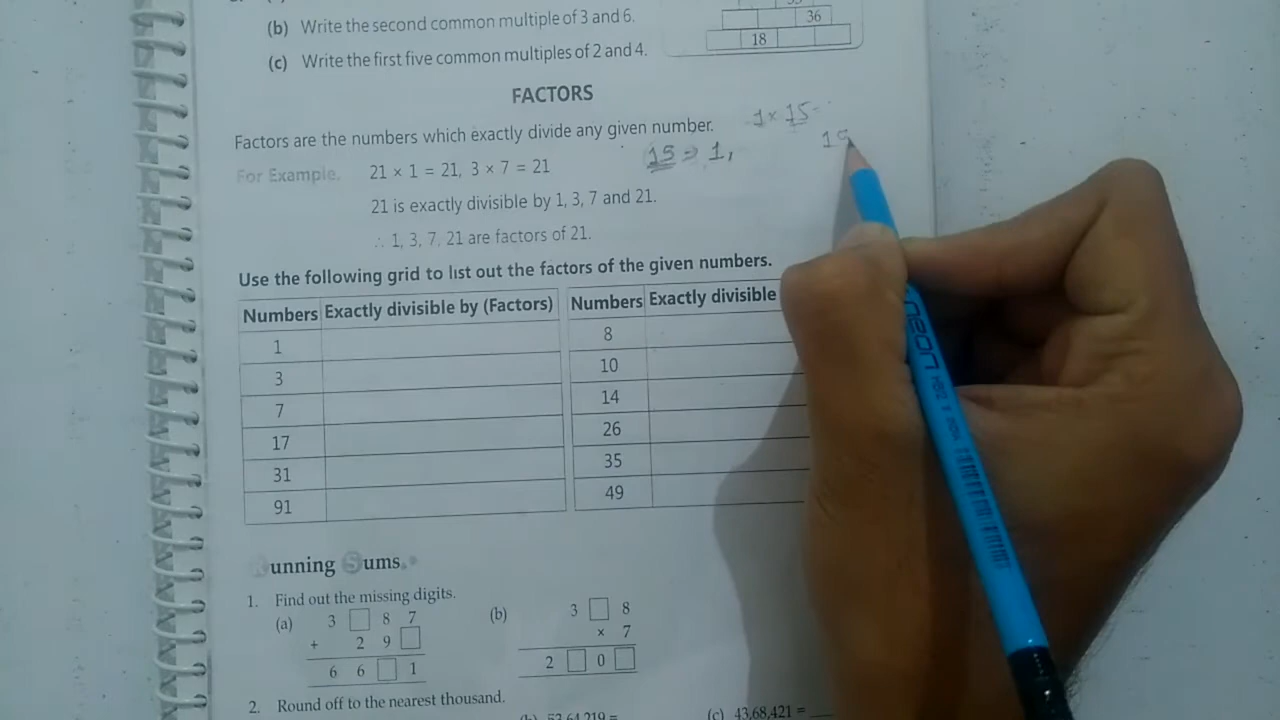 (b) Write the second common multiple of 3 and 6.
36
18
(c) Write the first five common multiples of 2 and 4.
FACTORS
Factors are the numbers which exactly divide any given number.
1 × 15
15 ⇒ 1,
For Example. 21 × 1 = 21, 3 × 7 = 21
21 is exactly divisible by 1, 3, 7 and 21.
∴ 1, 3, 7, 21 are factors of 21.
Use the following grid to list out the factors of the given numbers.
Numbers Exactly divisible by (Factors) Numbers Exactly divisible
1 8
3 10
7 14
17 26
31 35
91 49
unning Sums
1. Find out the missing digits.
(a) 3 □ 8 7 (b) 3 □ 8
+ 2 9 □ × 7
6 6 □ 1 2 □ 0 □
2. Round off to the nearest thousand.
(c) 43,68,421 =